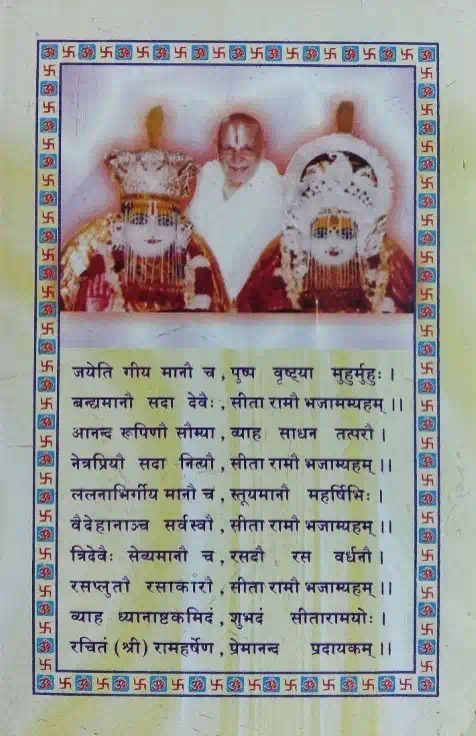 जयेति गीय मानौ च , पुष्प वृष्ट्या मुहुर्मुहुः ।
बन्द्यमानौ सदा देबैः, सीता रामौ भजामम्यहम् ।।
आनन्द रूपिणौ सौम्या, व्याह साधन तत्परौ ।
नेत्रप्रियौ सदा नित्यौ, सीता रामौ भजाम्यहम् ।।
ललनाभिर्गीय मानौ च , स्तूयमानौ महर्षिभिः ।
वैदेहानाञ्च सर्वस्वौ , सीता रामौ भजाम्यहम् ।।
त्रिदेबैः सेव्यमानौ च , रसदौ रस वर्धनौ ।
रसप्लुतौ रसाकारौ , सीता रामौ भजाम्यहम् ।।
व्याह ध्यानाष्टकमिदं , शुभदं सीतारामयोः ।
रचितं (श्री) रामहर्षेण , प्रेमानन्द प्रदायकम् ।।